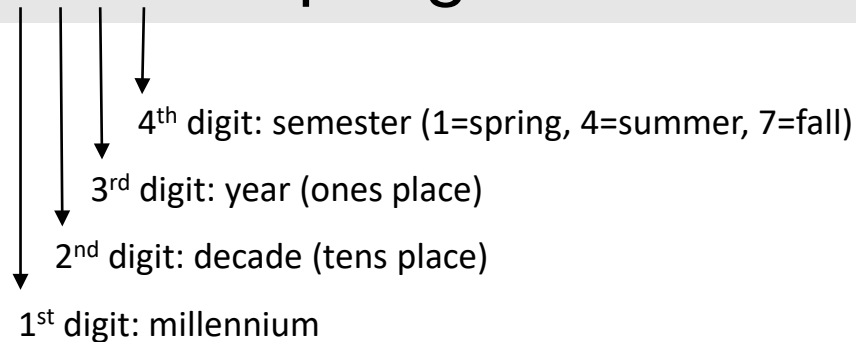 4th digit: semester (1=spring, 4=summer, 7=fall)
3rd digit: year (ones place)
2nd digit: decade (tens place)
1st digit: millennium